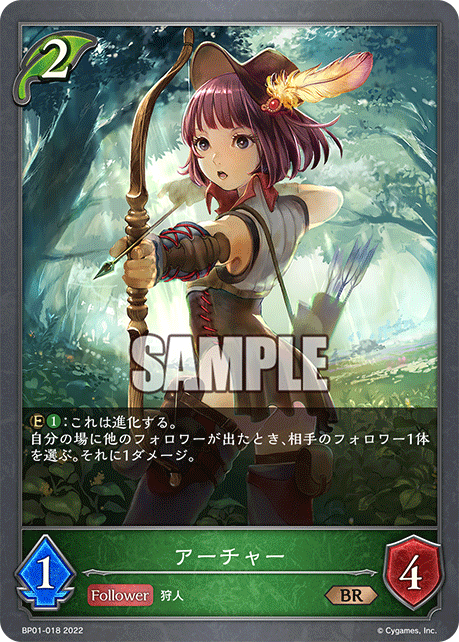 2
SAMPLE
E 1：これは進化する。
自分の場に他のフォロワーが出たとき、相手のフォロワー1体
を選ぶ。それに1ダメージ。
アーチャー
1
Follower 狩人
BR
4
BP01-018 2022
© Cygames, Inc.